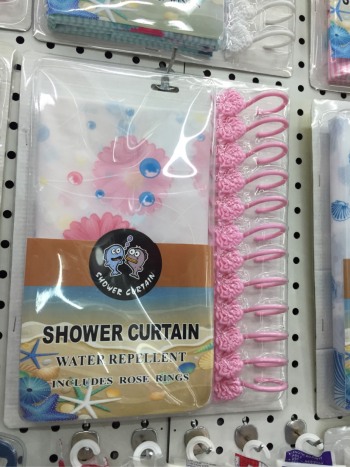 SHOWER CURTAIN
SHOWER CURTAIN
WATER REPELLENT
INCLUDES ROSE RINGS